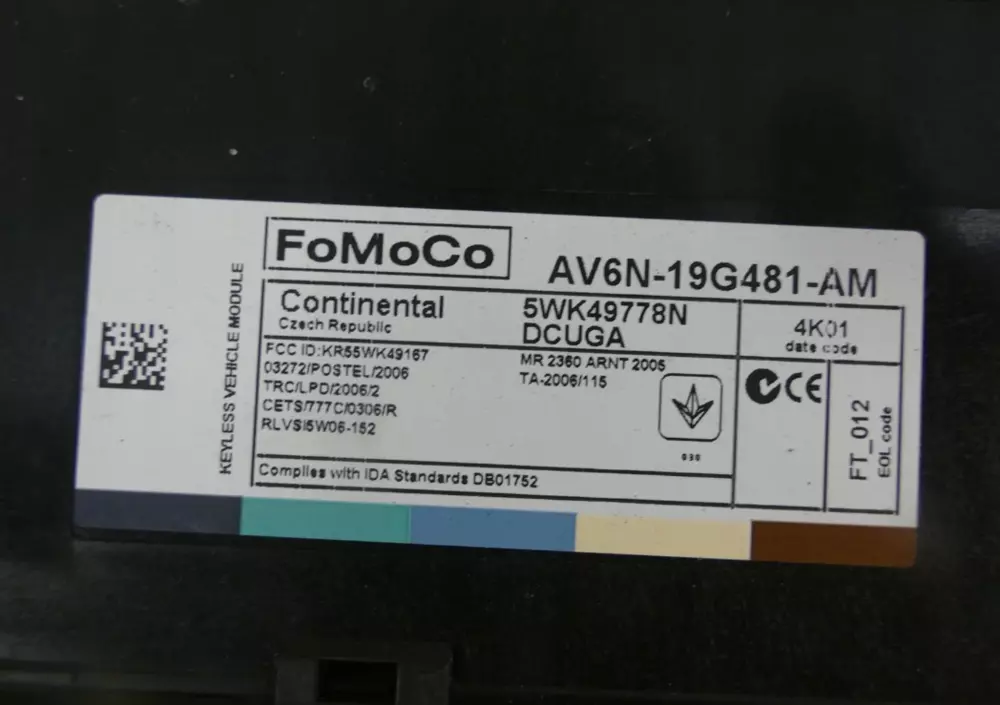 KEYLESS VEHICLE MODULE
FoMoCo
AV6N-19G481-AM
Continental
Czech Republic
5WK49778N
DCUGA
4K01
date code
FCC ID:KR55WK49167
03272/POSTEL/2006
TRC/LPD/2006/2
CETS/777C/0306/R
RLVSI5W06-152
MR 2360 ARNT 2005
TA-2006/115
030
CE
FT_012
EOL code
Complies with IDA Standards DB01752